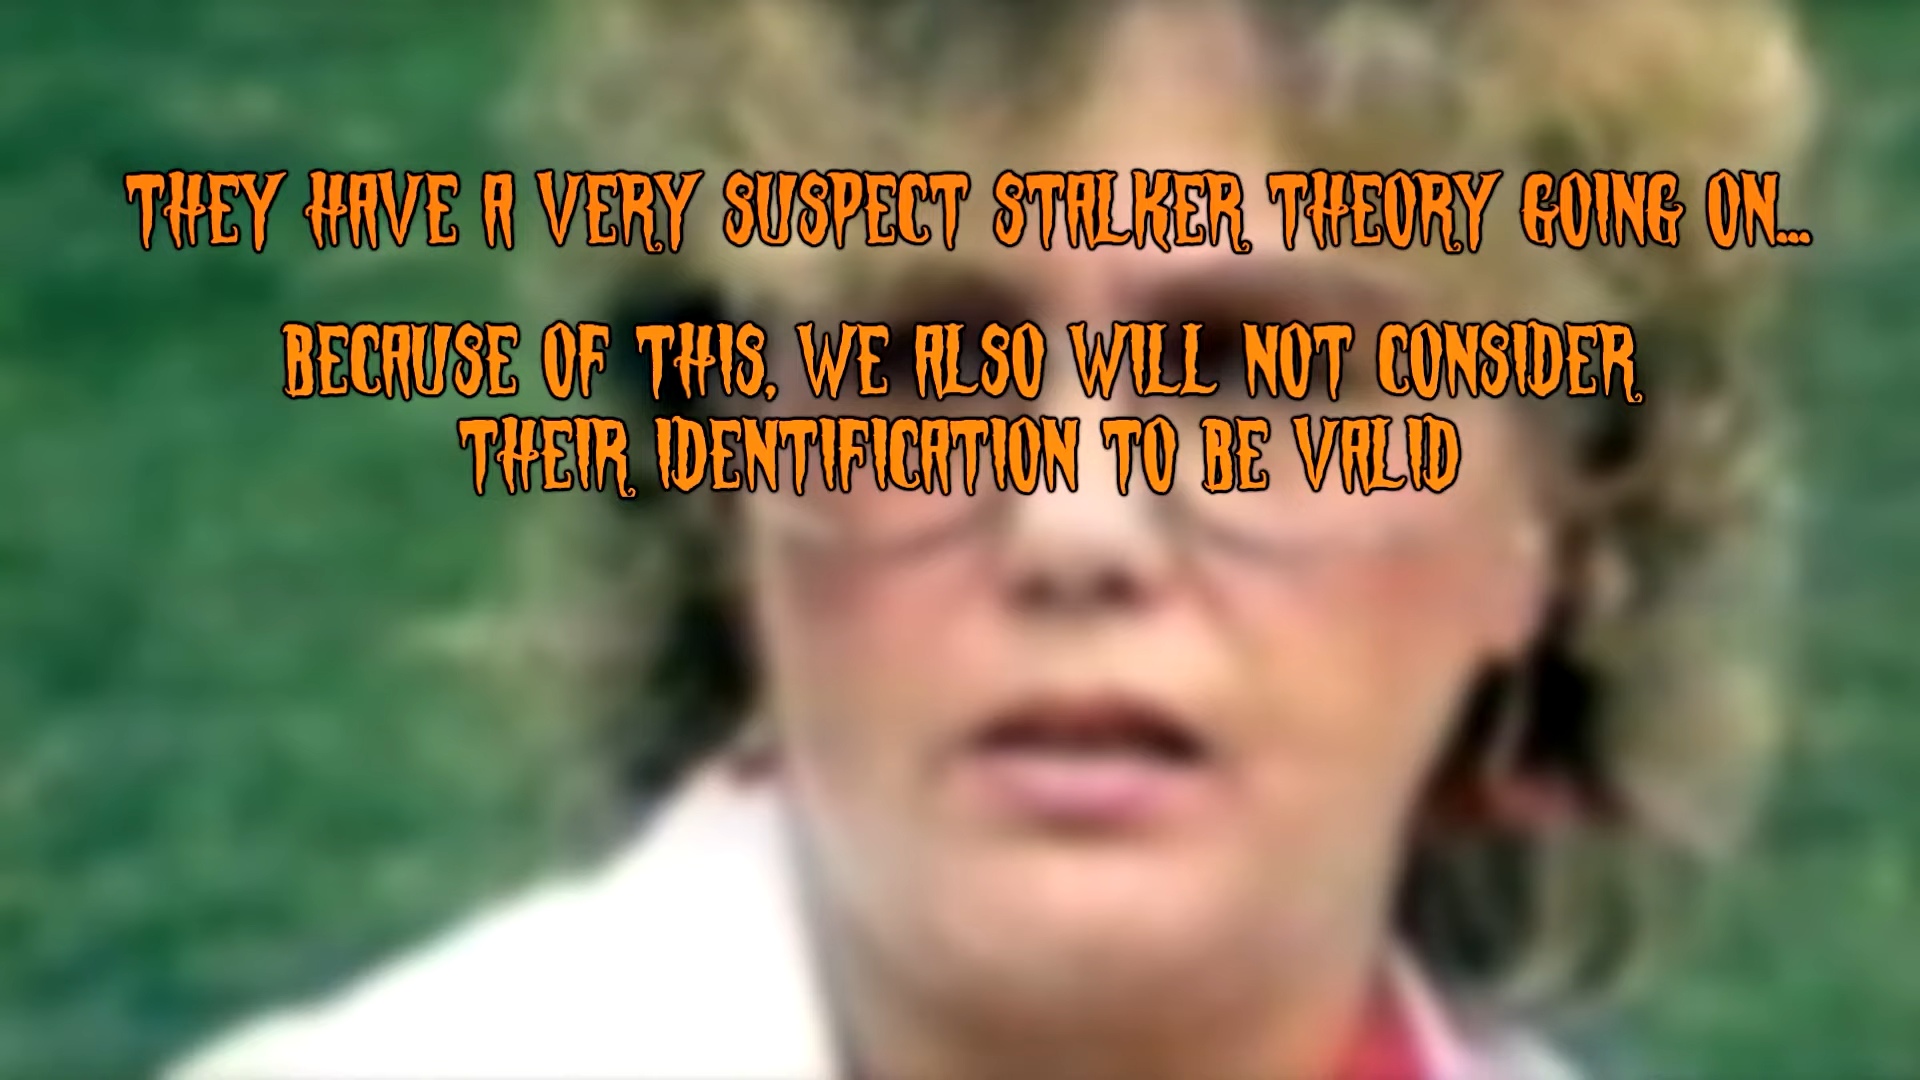 THEY HAVE A VERY SUSPECT STALKER THEORY GOING ON...
BECAUSE OF THIS, WE ALSO WILL NOT CONSIDER
THEIR IDENTIFICATION TO BE VALID